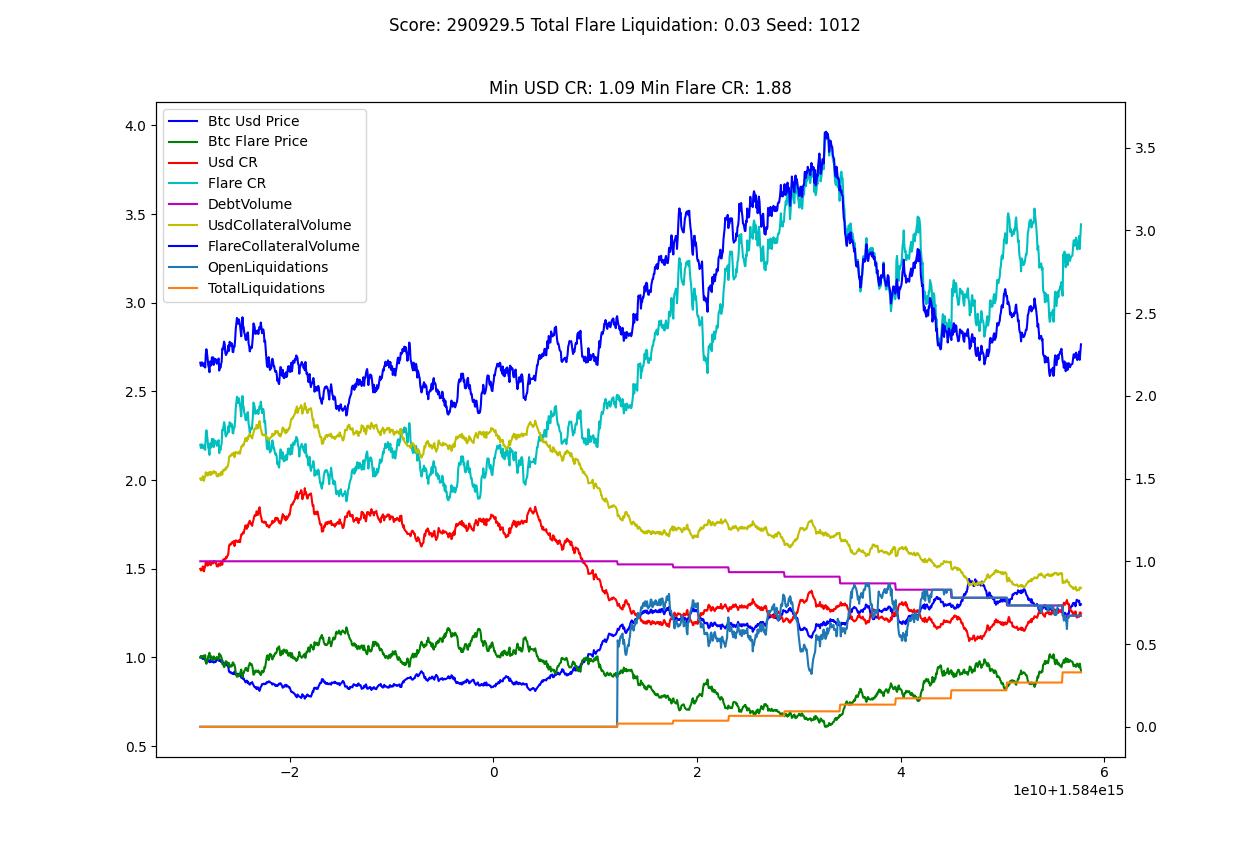 Score: 290929.5 Total Flare Liquidation: 0.03 Seed: 1012
Min USD CR: 1.09 Min Flare CR: 1.88
Btc Usd Price
Btc Flare Price
Usd CR
Flare CR
DebtVolume
UsdCollateralVolume
FlareCollateralVolume
OpenLiquidations
TotalLiquidations
4.0
3.5
3.0
2.5
2.0
1.5
1.0
0.5
3.5
3.0
2.5
2.0
1.5
1.0
0.5
0.0
−2 0 2 4 6
1e10+1.584e15